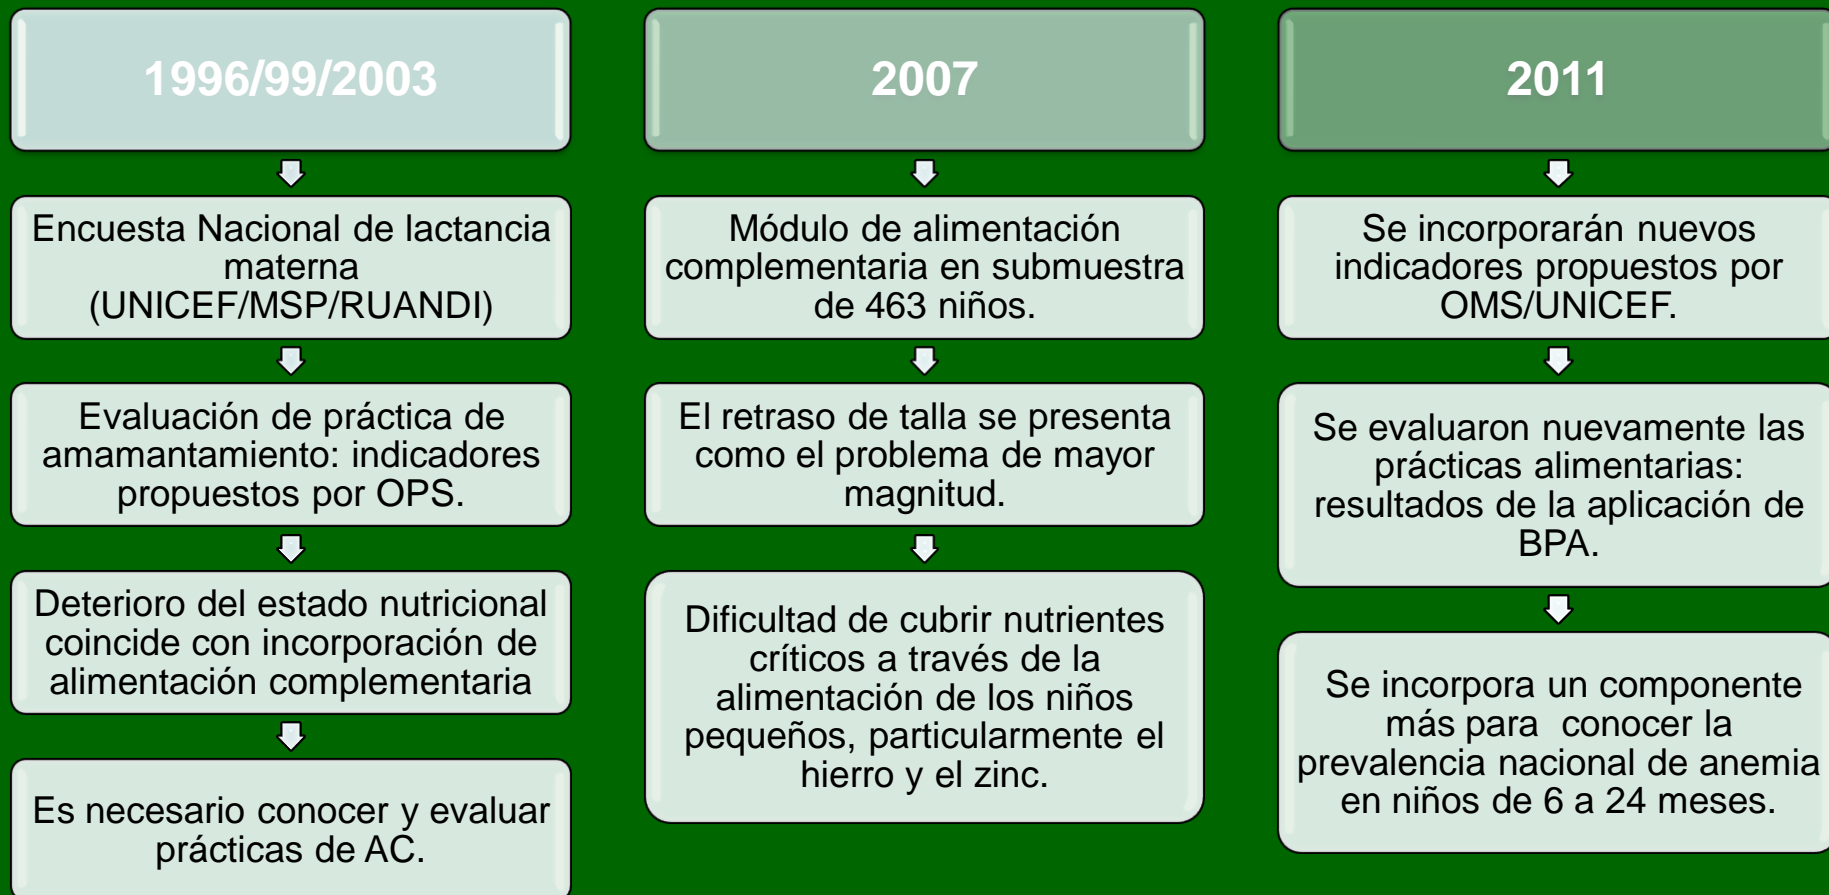 1996/99/2003
Encuesta Nacional de lactancia
materna
(UNICEF/MSP/RUANDI)
Evaluación de práctica de
amamantamiento: indicadores
propuestos por OPS.
Deterioro del estado nutricional
coincide con incorporación de
alimentación complementaria
Es necesario conocer y evaluar
prácticas de AC.
2007
Módulo de alimentación
complementaria en submuestra
de 463 niños.
El retraso de talla se presenta
como el problema de mayor
magnitud.
Dificultad de cubrir nutrientes
críticos a través de la
alimentación de los niños
pequeños, particularmente el
hierro y el zinc.
2011
Se incorporarán nuevos
indicadores propuestos por
OMS/UNICEF.
Se evaluaron nuevamente las
prácticas alimentarias:
resultados de la aplicación de
BPA.
Se incorpora un componente
más para  conocer la
prevalencia nacional de anemia
en niños de 6 a 24 meses.